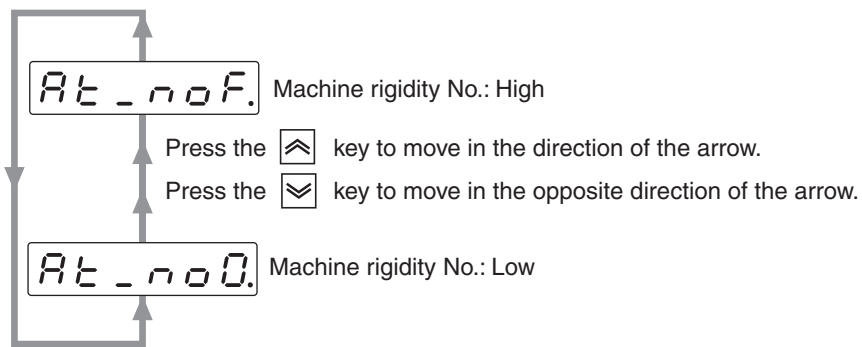 At_noF. Machine rigidity No.: High
Press the key to move in the direction of the arrow.
Press the key to move in the opposite direction of the arrow.
At_no0. Machine rigidity No.: Low